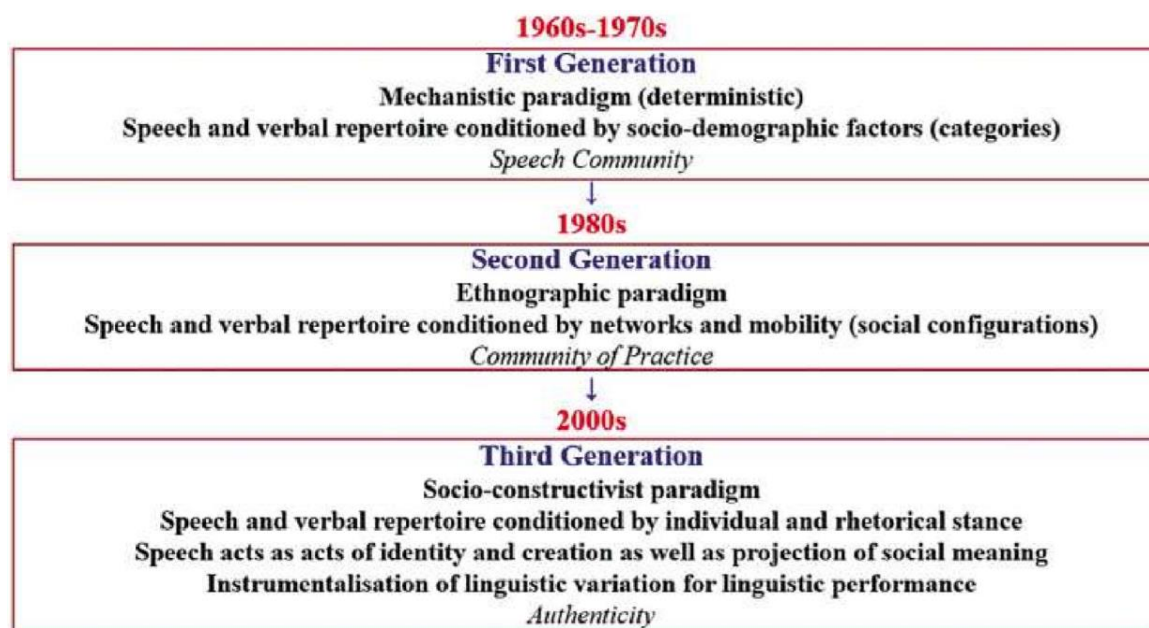 1960s-1970s
First Generation
Mechanistic paradigm (deterministic)
Speech and verbal repertoire conditioned by socio-demographic factors (categories)
Speech Community
↓
1980s
Second Generation
Ethnographic paradigm
Speech and verbal repertoire conditioned by networks and mobility (social configurations)
Community of Practice
↓
2000s
Third Generation
Socio-constructivist paradigm
Speech and verbal repertoire conditioned by individual and rhetorical stance
Speech acts as acts of identity and creation as well as projection of social meaning
Instrumentalisation of linguistic variation for linguistic performance
Authenticity